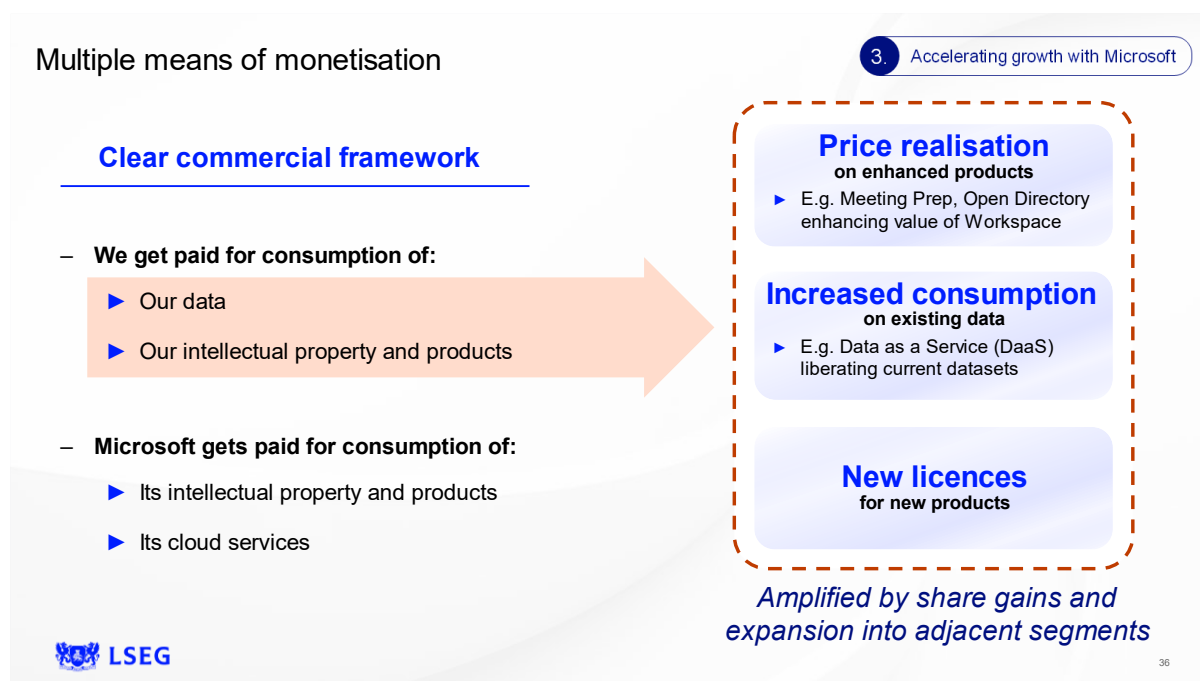 Multiple means of monetisation
3. Accelerating growth with Microsoft
Clear commercial framework
– We get paid for consumption of:
► Our data
► Our intellectual property and products
– Microsoft gets paid for consumption of:
► Its intellectual property and products
► Its cloud services
Price realisation
on enhanced products
► E.g. Meeting Prep, Open Directory
enhancing value of Workspace
Increased consumption
on existing data
► E.g. Data as a Service (DaaS)
liberating current datasets
New licences
for new products
Amplified by share gains and
expansion into adjacent segments
LSEG
36